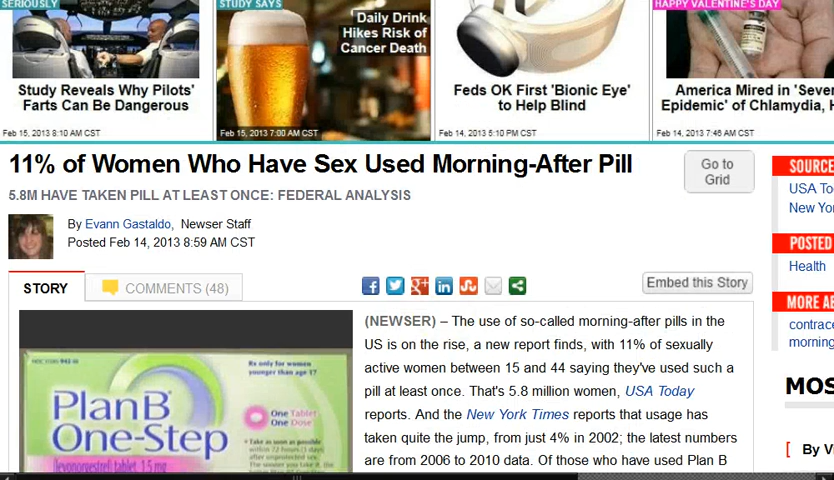 SERIOUSLY
Study Reveals Why Pilots'
Farts Can Be Dangerous
Feb 15, 2013 8:10 AM CST
STUDY SAYS
Daily Drink
Hikes Risk of
Cancer Death
Feb 15, 2013 7:00 AM CST
Feds OK First 'Bionic Eye'
to Help Blind
Feb 14, 2013 5:10 PM CST
HAPPY VALENTINE'S DAY
America Mired in 'Sever
Epidemic' of Chlamydia, H
Feb 14, 2013 7:46 AM CST
11% of Women Who Have Sex Used Morning-After Pill
Go to
Grid
5.8M HAVE TAKEN PILL AT LEAST ONCE: FEDERAL ANALYSIS
By Evann Gastaldo, Newser Staff
Posted Feb 14, 2013 8:59 AM CST
STORY
COMMENTS (48)
Embed this Story
(NEWSER) – The use of so-called morning-after pills in the
US is on the rise, a new report finds, with 11% of sexually
active women between 15 and 44 saying they've used such a
pill at least once. That's 5.8 million women, USA Today
reports. And the New York Times reports that usage has
taken quite the jump, from just 4% in 2002; the latest numbers
are from 2006 to 2010 data. Of those who have used Plan B
Rx only for women
younger than age 17
Plan B
One-Step
(levonorgestrel) tablet, 1.5 mg
One Tablet
One Dose
SOURCE
USA To
New Yo
POSTED
Health
MORE AB
contrac
morning
MOS
[ By Vi